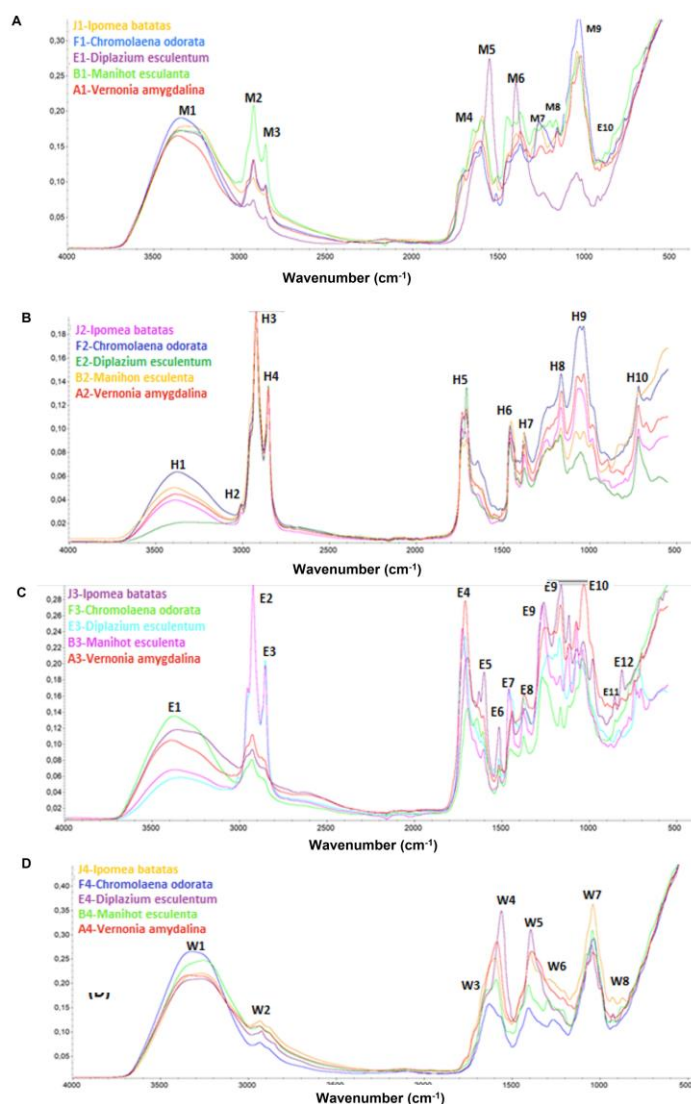 A
J1-Ipomea batatas
F1-Chromolaena odorata
E1-Diplazium esculentum
B1-Manihot esculanta
A1-Vernonia amygdalina
0,30
0,25
0,20
0,15
0,10
0,05
M1
M2
M3
M4
M5
M6
M7
M8
M9
E10
4000 3500 3000 2500 2000 1500 1000 500
Wavenumber (cm-1)
B
J2-Ipomea batatas
F2-Chromolaena odorata
E2-Diplazium esculentum
B2-Manihon esculenta
A2-Vernonia amygdalina
0,18
0,16
0,14
0,12
0,10
0,08
0,06
0,04
0,02
H1
H2
H3
H4
H5
H6
H7
H8
H9
H10
4000 3500 3000 2500 2000 1500 1000
Wavenumber (cm-1)
C
J3-Ipomea batatas
F3-Chromolaena odorata
E3-Diplazium esculentum
B3-Manihot esculenta
A3-Vernonia amygdalina
0,28
0,26
0,24
0,22
0,20
0,18
0,16
0,14
0,12
0,10
0,08
0,06
0,04
0,02
E1
E2
E3
E4
E5
E6
E7
E8
E9
E9
E10
E11
E12
4000 3500 3000 2500 2000 1500 1000
Wavenumber (cm-1)
D
J4-Ipomea batatas
F4-Chromolaena odorata
E4-Diplazium esculentum
B4-Manihot esculenta
A4-Vernonia amydalina
0,40
0,35
0,30
0,25
0,20
0,15
0,10
0,05
W1
W2
W3
W4
W5
W6
W7
W8
4000 3500 3000 2500 2000 1500 1000
Wavenumber (cm-1)